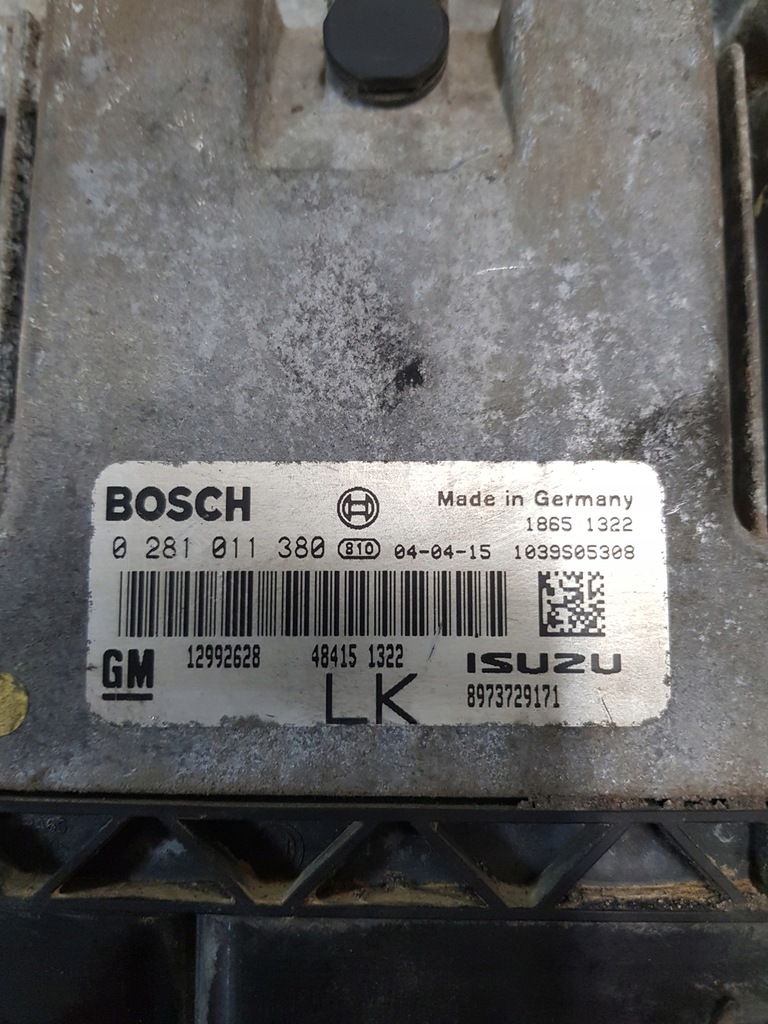 BOSCH
Made in Germany
1865 1322
0 281 011 380 810 04-04-15 1039S05308
GM 12992628 48415 1322 ISUZU
LK 8973729171